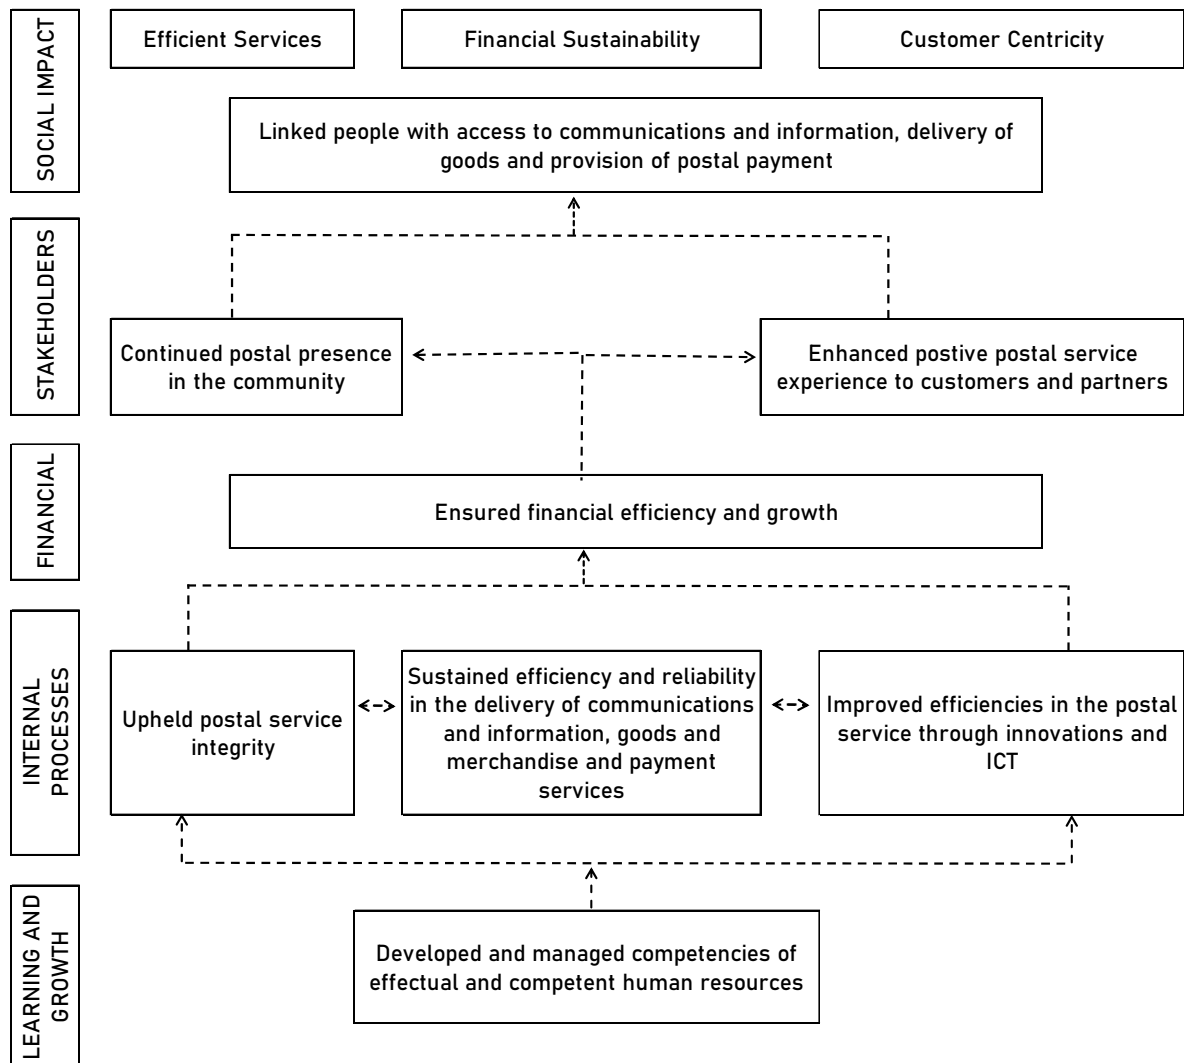 SOCIAL IMPACT
Efficient Services
Financial Sustainability
Customer Centricity
Linked people with access to communications and information, delivery of
goods and provision of postal payment
STAKEHOLDERS
Continued postal presence
in the community
Enhanced postive postal service
experience to customers and partners
FINANCIAL
Ensured financial efficiency and growth
INTERNAL
PROCESSES
Upheld postal service
integrity
Sustained efficiency and reliability
in the delivery of communications
and information, goods and
merchandise and payment
services
Improved efficiencies in the postal
service through innovations and
ICT
LEARNING AND
GROWTH
Developed and managed competencies of
effectual and competent human resources